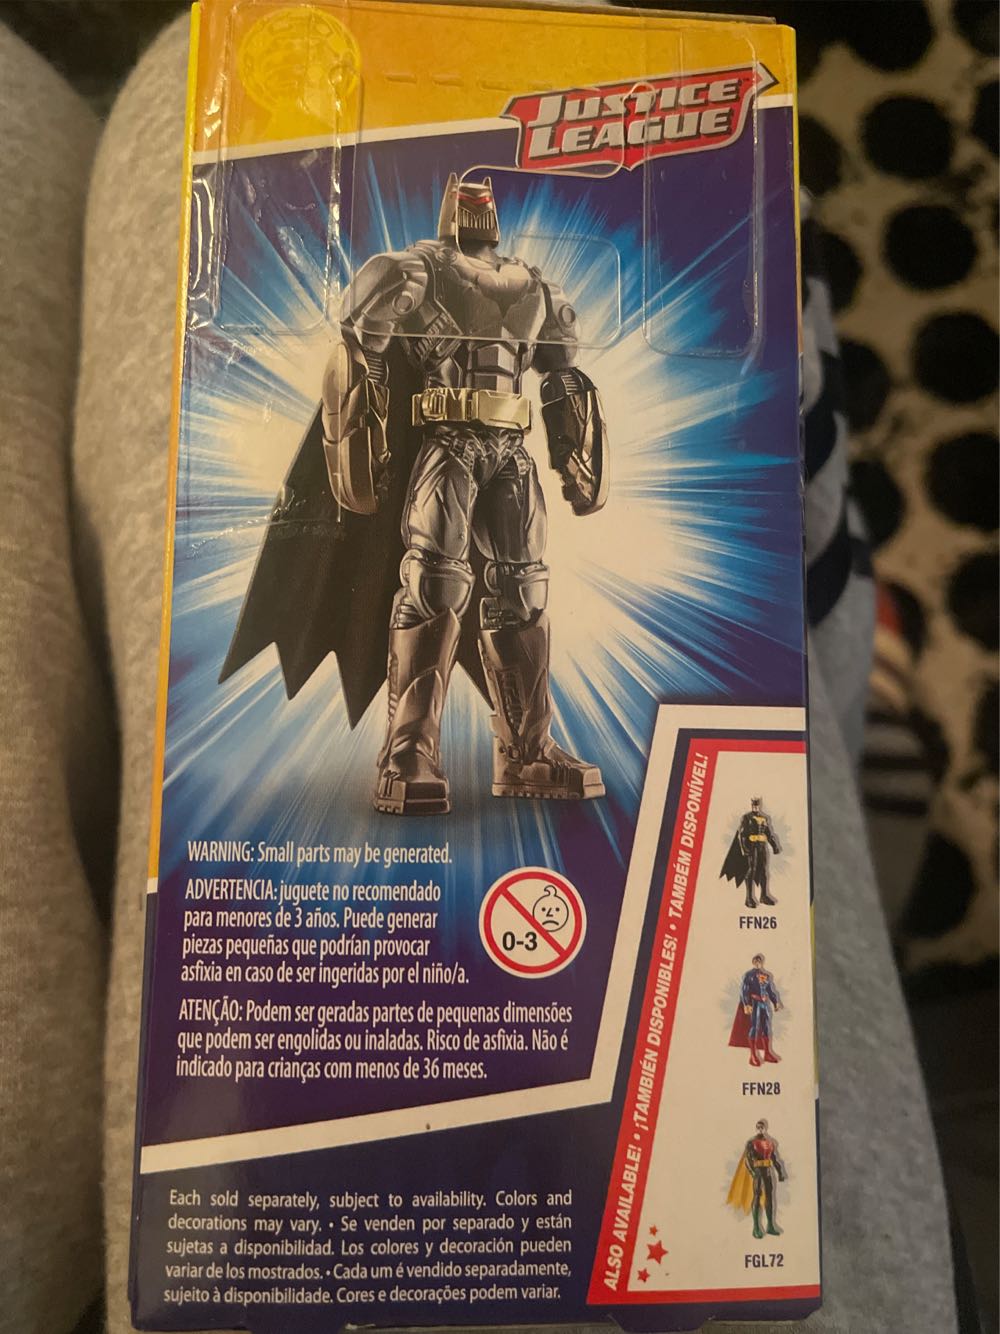 JUSTICE
LEAGUE
WARNING: Small parts may be generated.
ADVERTENCIA: juguete no recomendado
para menores de 3 años. Puede generar
piezas pequeñas que podrían provocar
asfixia en caso de ser ingeridas por el niño/a.
0-3
ATENÇÃO: Podem ser geradas partes de pequenas dimensões
que podem ser engolidas ou inaladas. Risco de asfixia. Não é
indicado para crianças com menos de 36 meses.
Each sold separately, subject to availability. Colors and
decorations may vary. • Se venden por separado y están
sujetas a disponibilidad. Los colores y decoración pueden
variar de los mostrados. • Cada um é vendido separadamente,
sujeito à disponibilidade. Cores e decorações podem variar.
ALSO AVAILABLE! • ¡TAMBIÉN DISPONIBLES! • TAMBÉM DISPONÍVEL!
FFN26
FFN28
FGL72